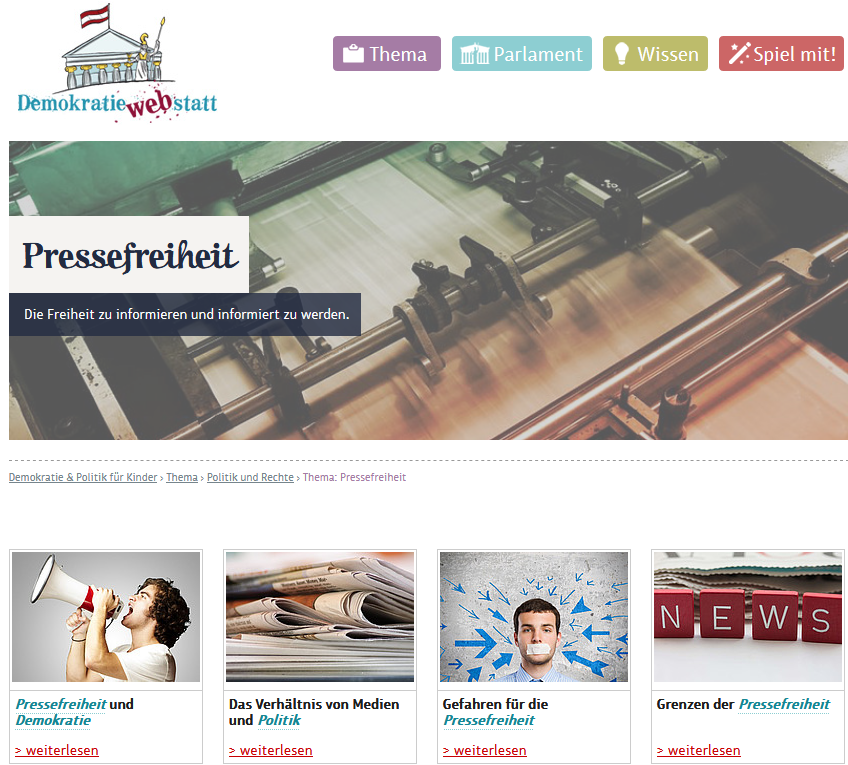 Demokratiewebstatt
Thema
Parlament
Wissen
Spiel mit!
Pressefreiheit
Die Freiheit zu informieren und informiert zu werden.
Demokratie & Politik für Kinder › Thema › Politik und Rechte › Thema: Pressefreiheit
NEWS
Pressefreiheit und
Demokratie
> weiterlesen
Das Verhältnis von Medien
und Politik
> weiterlesen
Gefahren für die
Pressefreiheit
> weiterlesen
Grenzen der Pressefreiheit
> weiterlesen